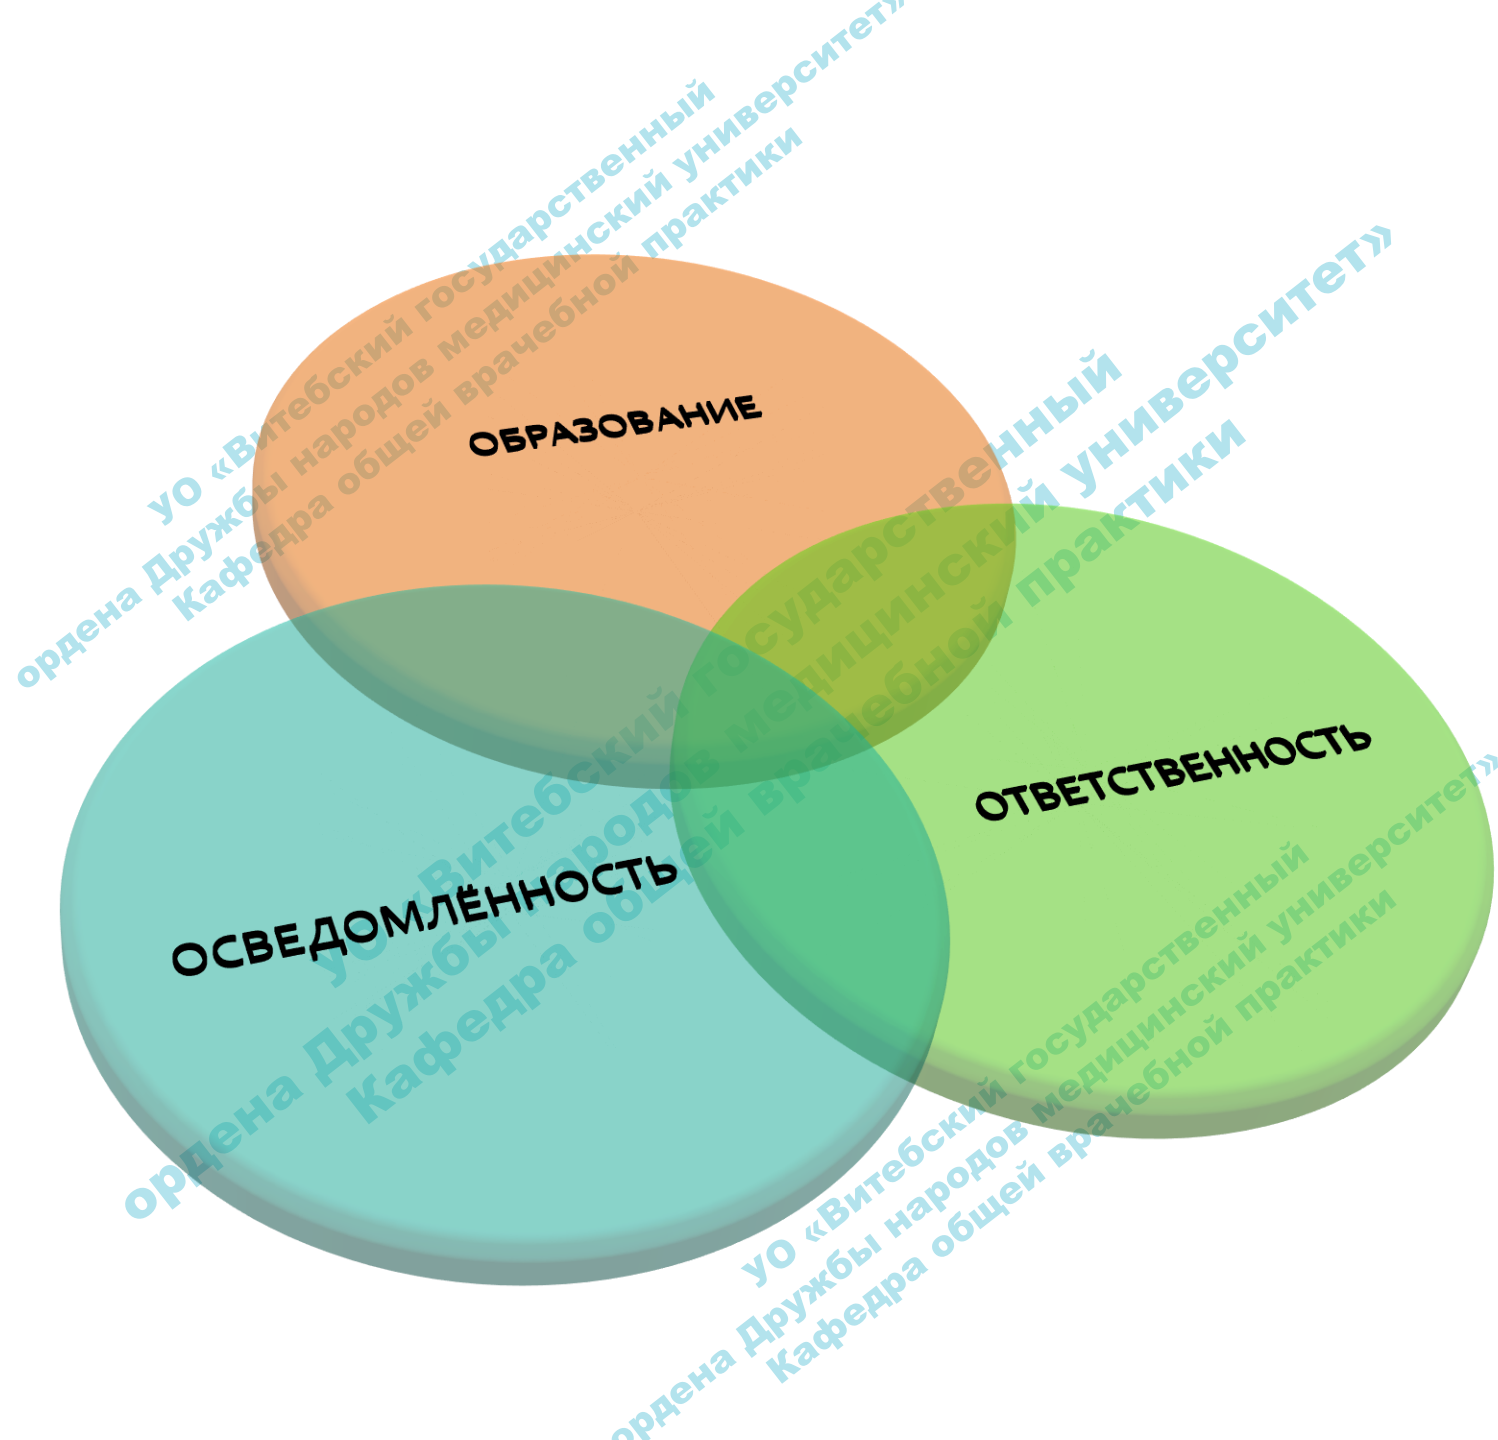 УО «Витебский государственный
ордена Дружбы народов медицинский университет»
Кафедра общей врачебной практики
ОБРАЗОВАНИЕ
УО «Витебский государственный
ордена Дружбы народов медицинский университет»
Кафедра общей врачебной практики
ОТВЕТСТВЕННОСТЬ
ОСВЕДОМЛЁННОСТЬ
УО «Витебский государственный
ордена Дружбы народов медицинский университет»
Кафедра общей врачебной практики